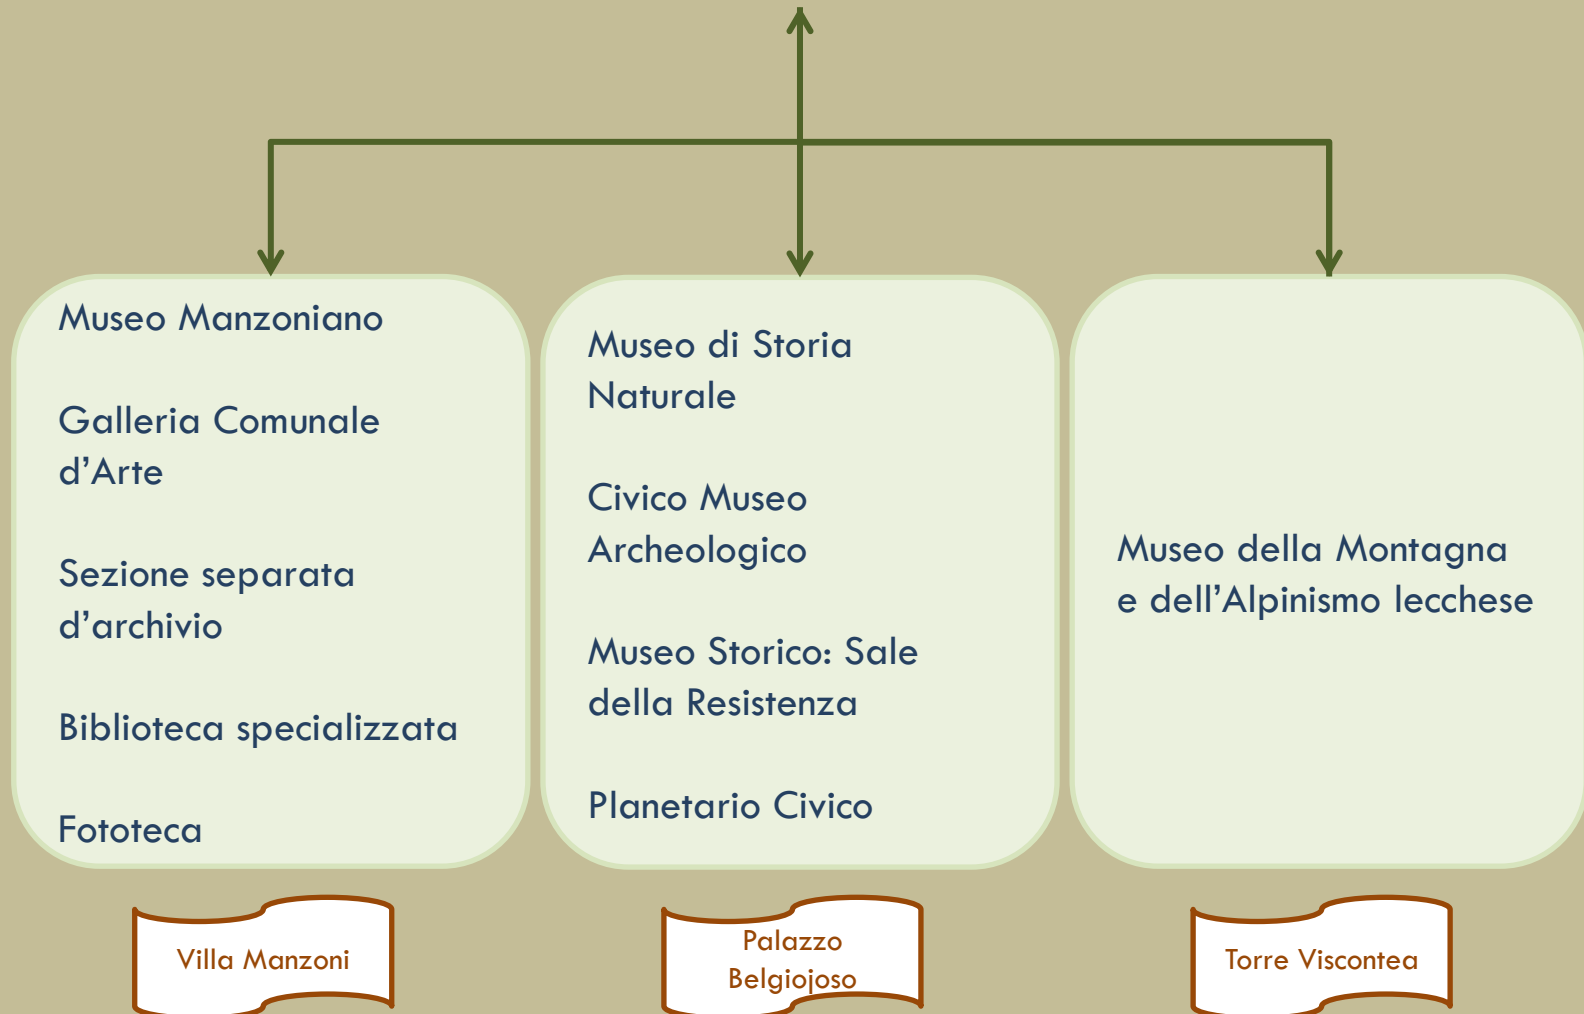 Museo Manzoniano
Galleria Comunale
d’Arte
Sezione separata
d’archivio
Biblioteca specializzata
Fototeca
Museo di Storia
Naturale
Civico Museo
Archeologico
Museo Storico: Sale
della Resistenza
Planetario Civico
Museo della Montagna
e dell’Alpinismo lecchese
Villa Manzoni
Palazzo
Belgiojoso
Torre Viscontea